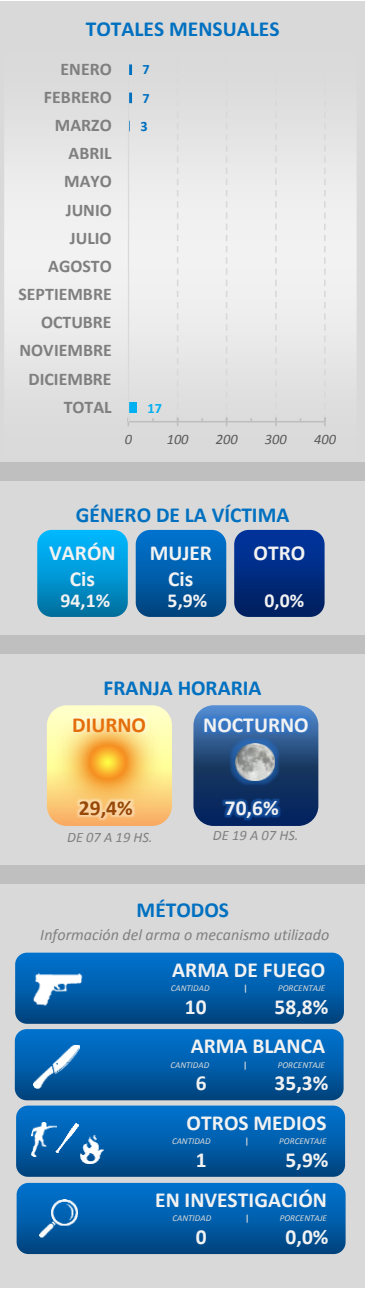 TOTALES MENSUALES
ENERO 7
FEBRERO 7
MARZO 3
ABRIL
MAYO
JUNIO
JULIO
AGOSTO
SEPTIEMBRE
OCTUBRE
NOVIEMBRE
DICIEMBRE
TOTAL 17
0 100 200 300 400
GÉNERO DE LA VÍCTIMA
VARÓN MUJER OTRO
Cis Cis
94,1% 5,9% 0,0%
FRANJA HORARIA
DIURNO NOCTURNO
29,4% 70,6%
DE 07 A 19 HS. DE 19 A 07 HS.
MÉTODOS
Información del arma o mecanismo utilizado
ARMA DE FUEGO
CANTIDAD | PORCENTAJE
10 58,8%
ARMA BLANCA
CANTIDAD | PORCENTAJE
6 35,3%
OTROS MEDIOS
CANTIDAD | PORCENTAJE
1 5,9%
EN INVESTIGACIÓN
CANTIDAD | PORCENTAJE
0 0,0%